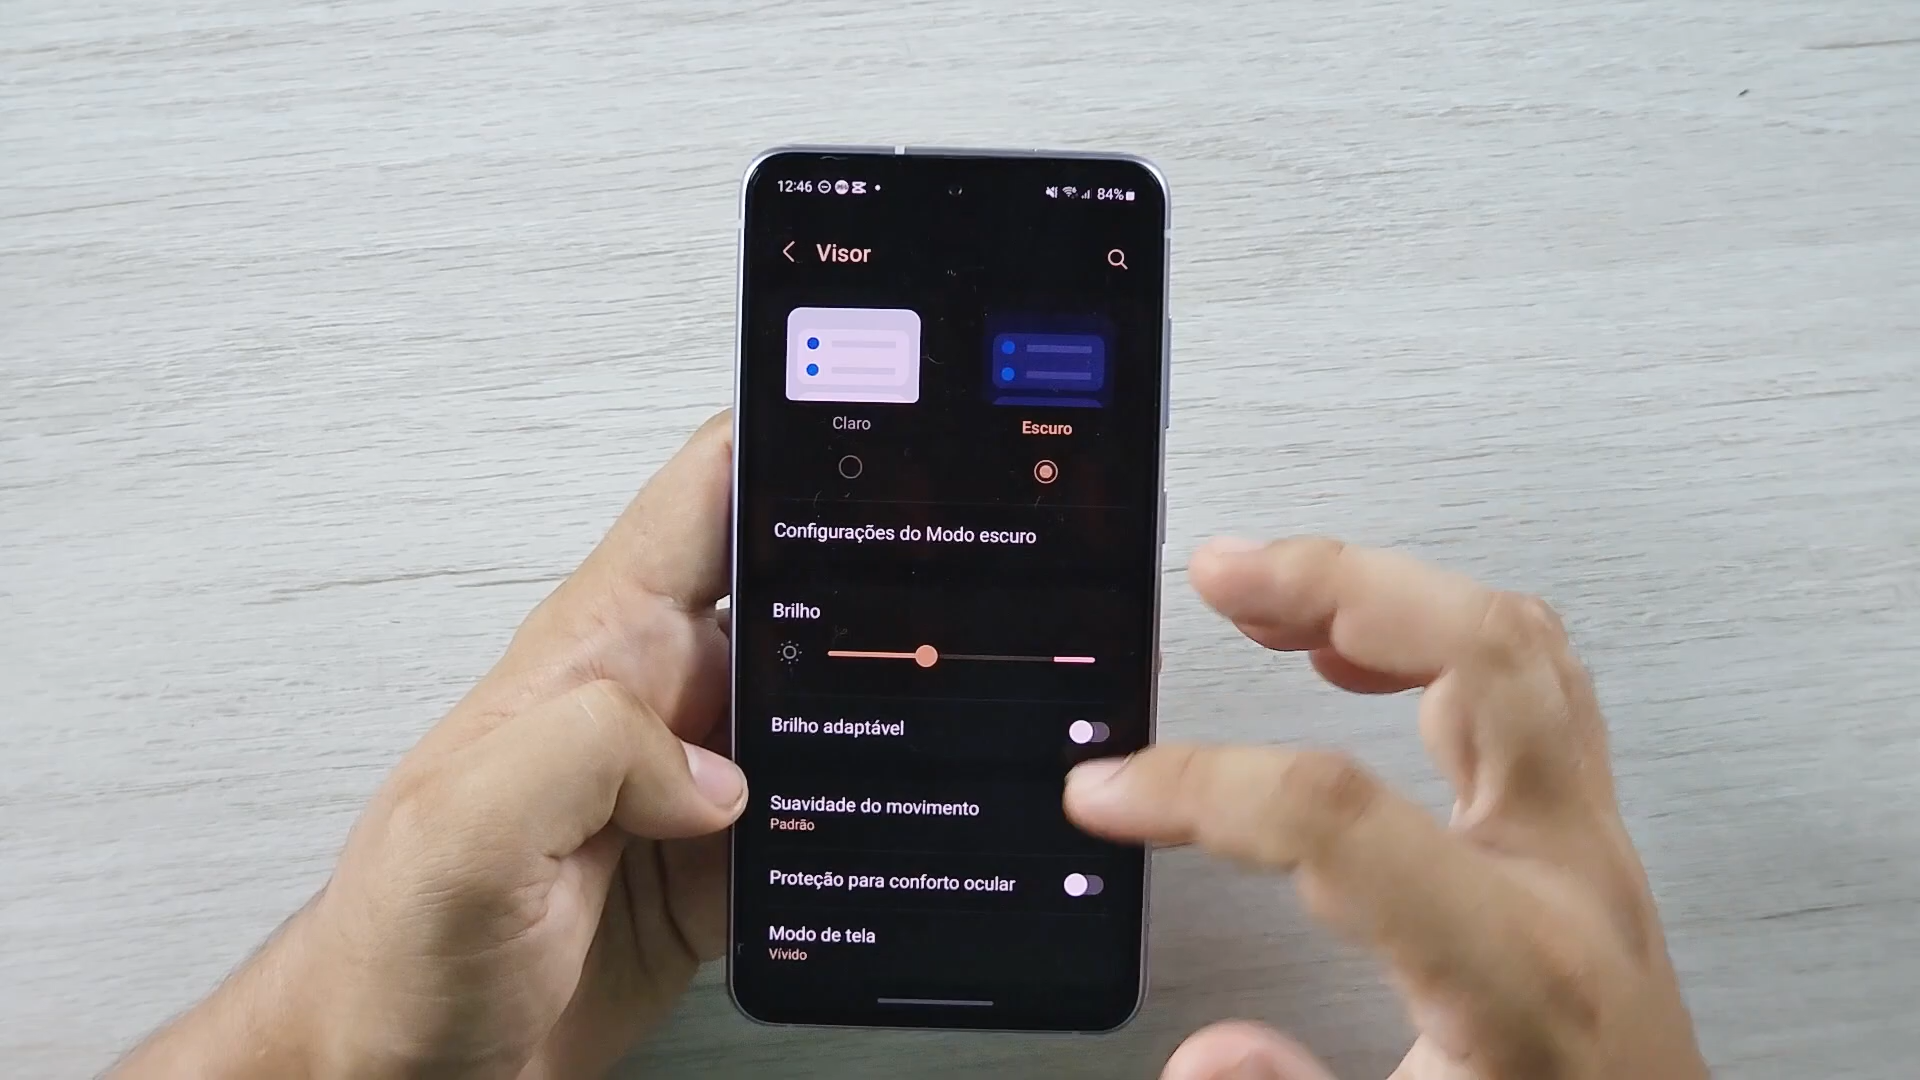 12:46
84%
Visor
Claro
Escuro
Configurações do Modo escuro
Brilho
Brilho adaptável
Suavidade do movimento
Padrão
Proteção para conforto ocular
Modo de tela
Vívido